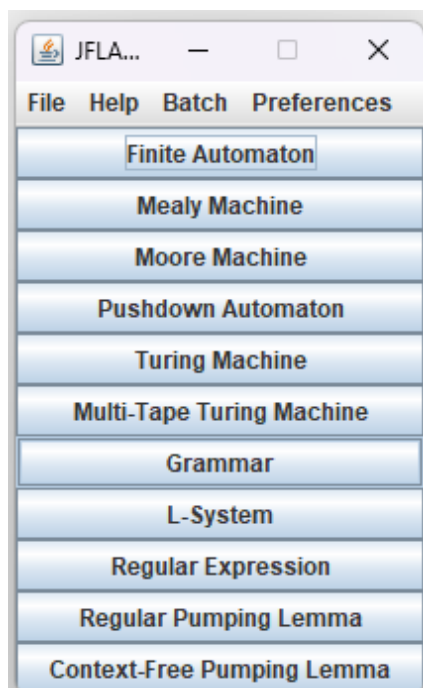 JFLA...
File Help Batch Preferences
Finite Automaton
Mealy Machine
Moore Machine
Pushdown Automaton
Turing Machine
Multi-Tape Turing Machine
Grammar
L-System
Regular Expression
Regular Pumping Lemma
Context-Free Pumping Lemma